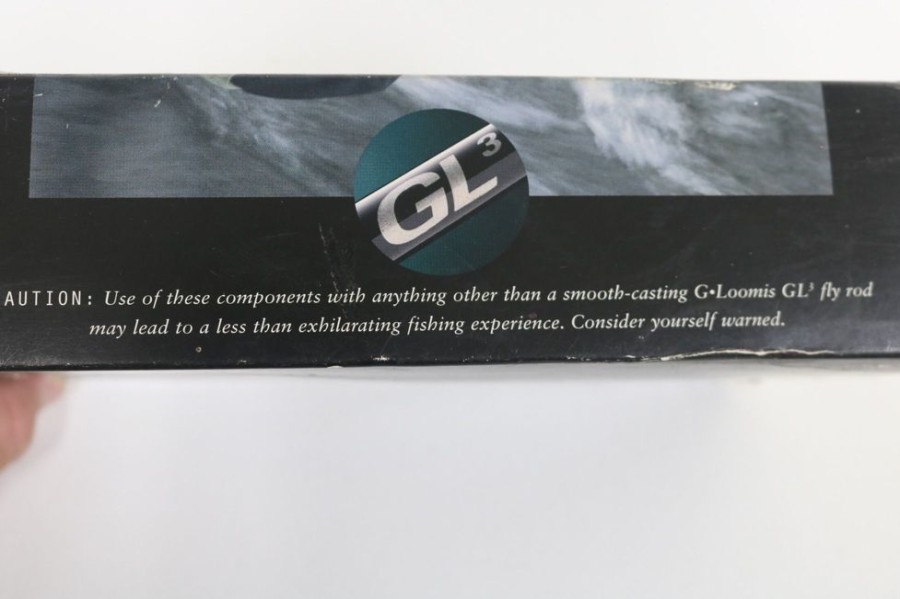 GL³
AUTION: Use of these components with anything other than a smooth-casting G•Loomis GL³ fly rod
may lead to a less than exhilarating fishing experience. Consider yourself warned.